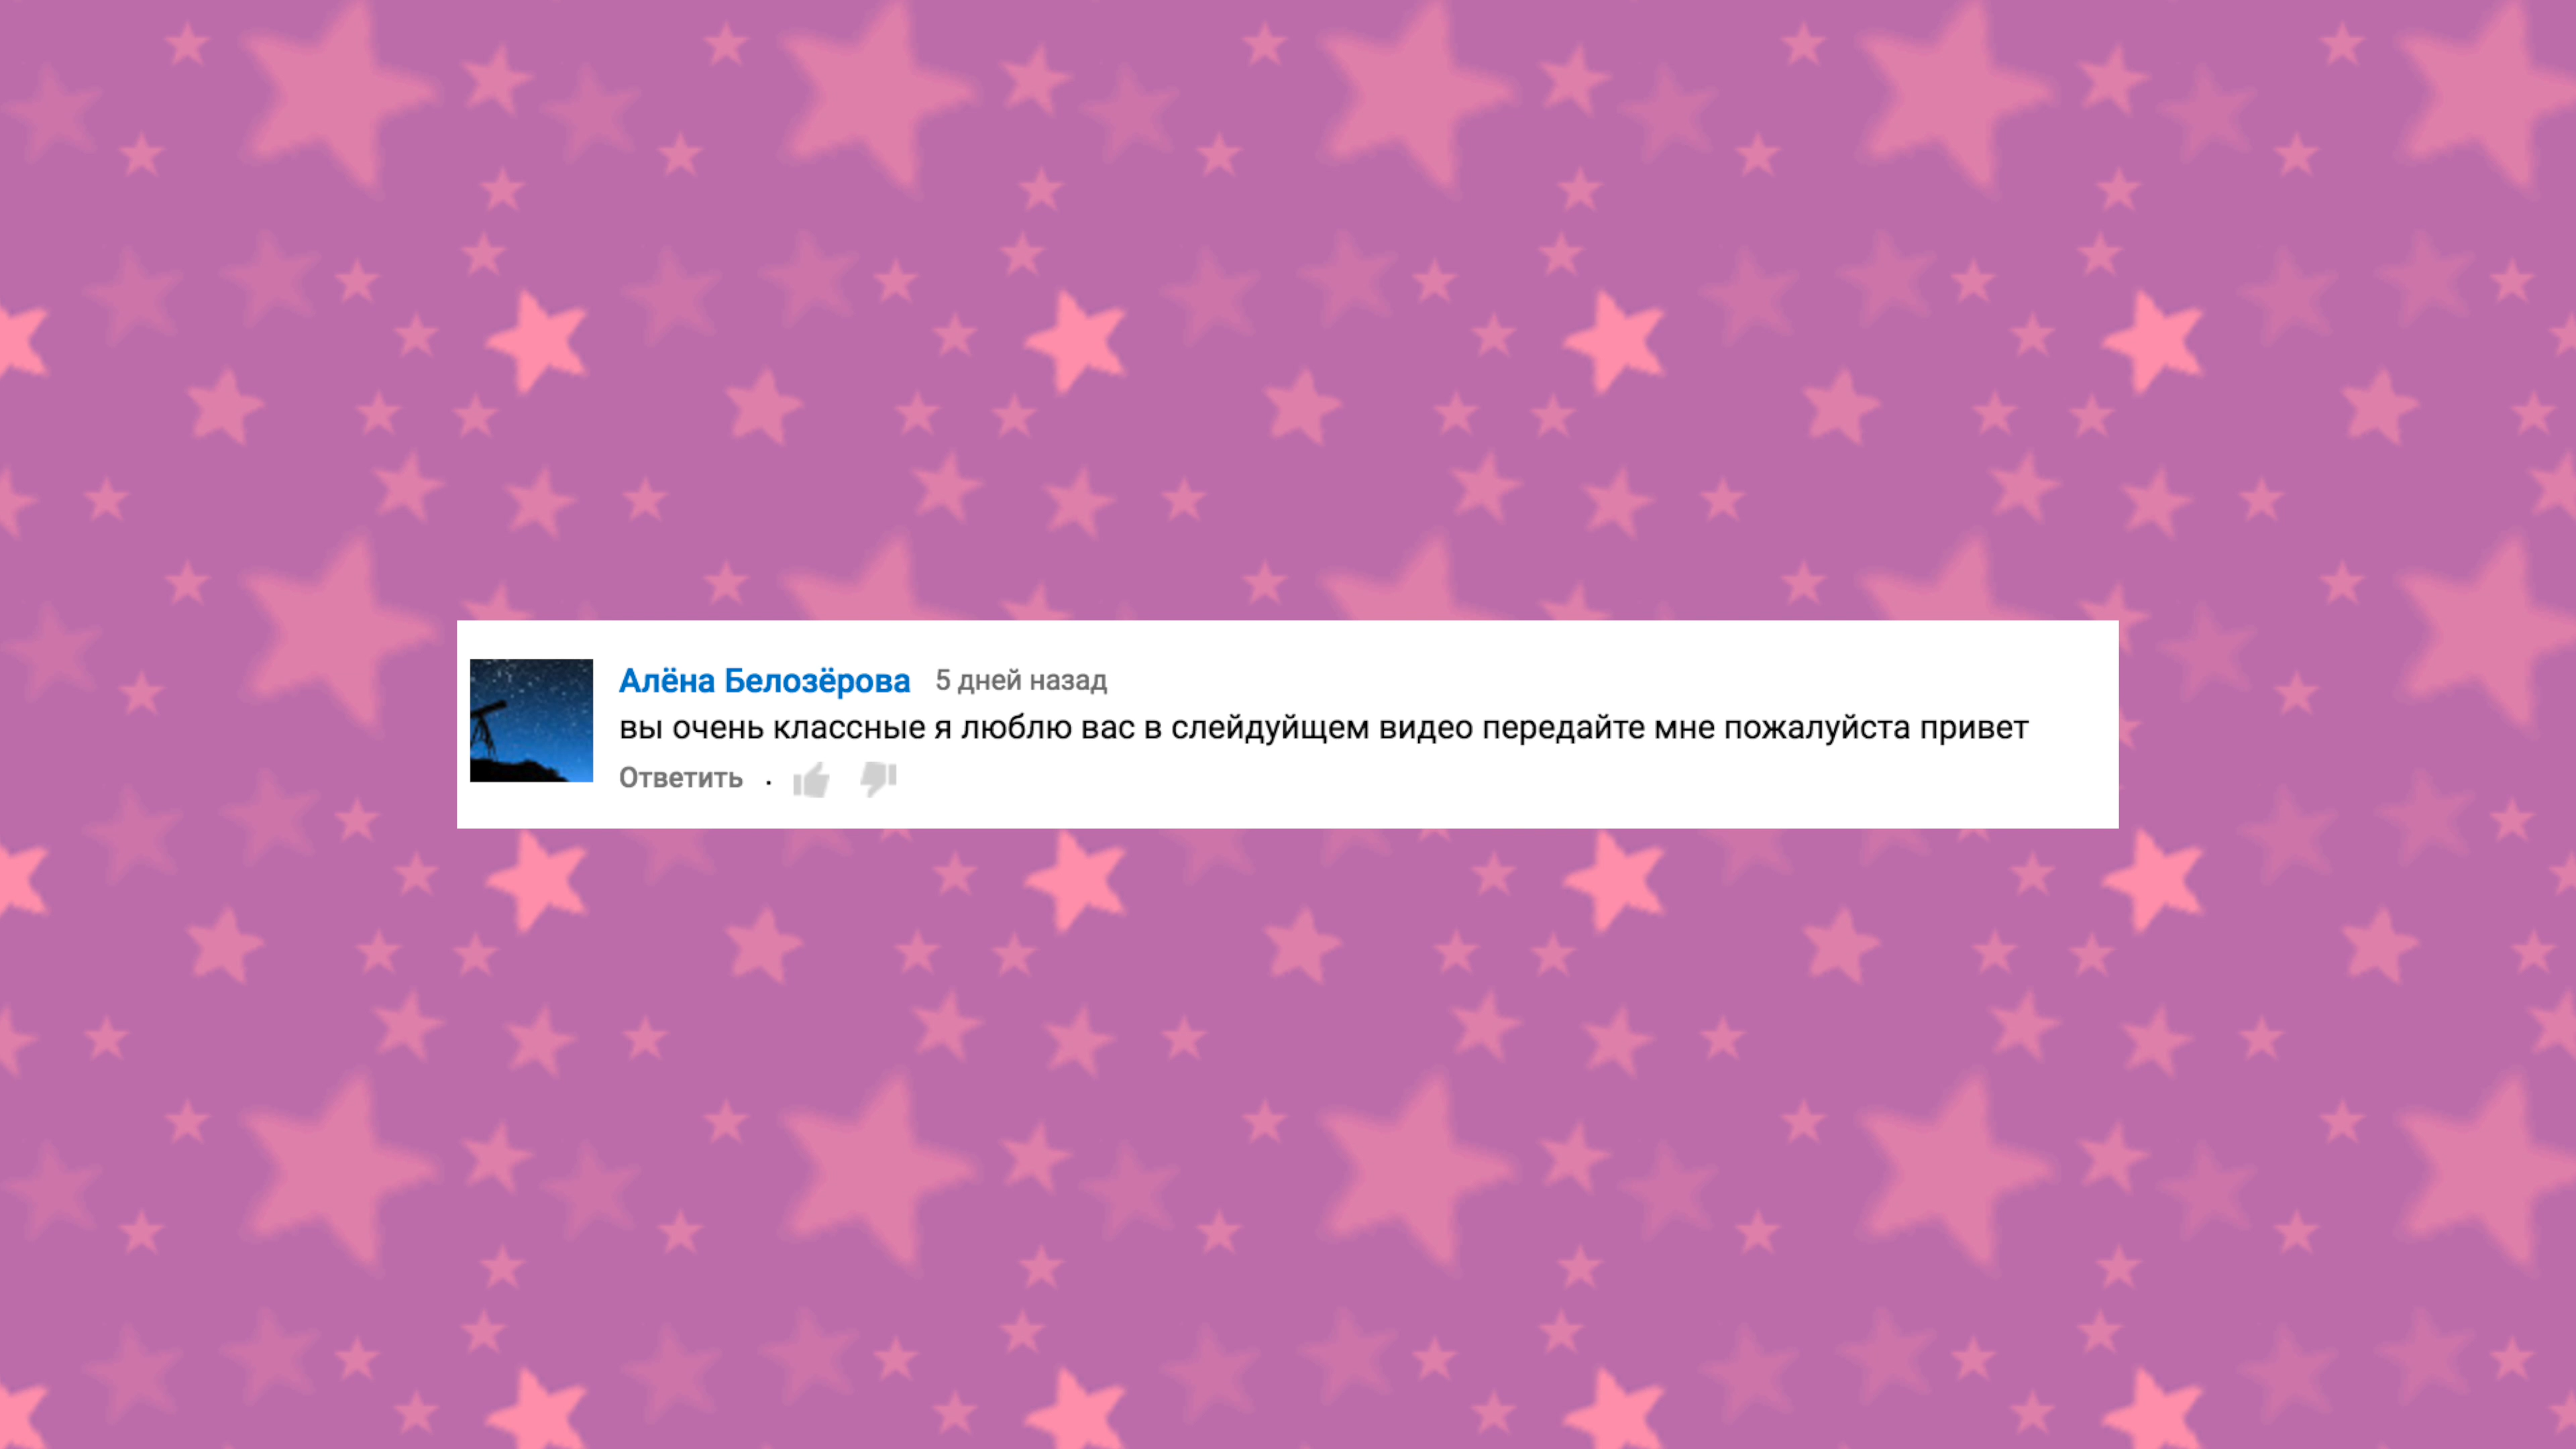 Алёна Белозёрова 5 дней назад
вы очень классные я люблю вас в слейдуйщем видео передайте мне пожалуйста привет
Ответить ·